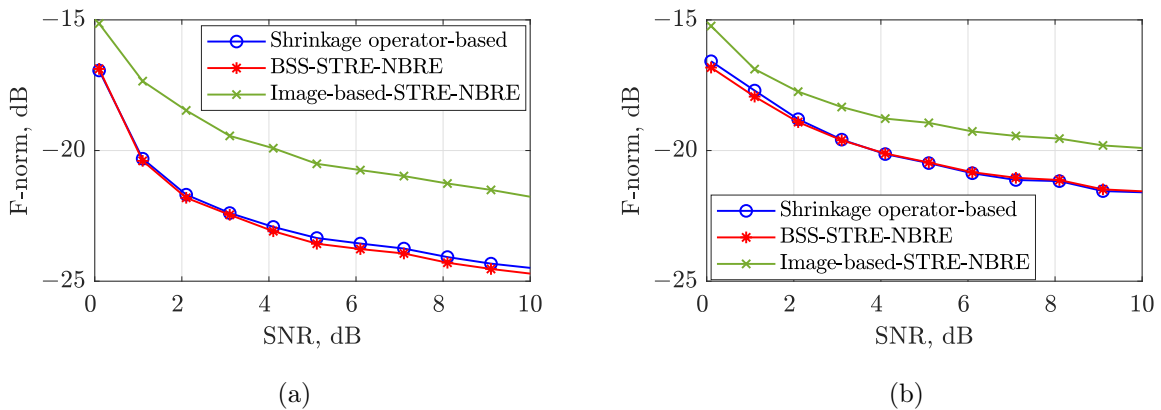 −15
−20
−25
F-norm, dB
0 2 4 6 8 10
SNR, dB
Shrinkage operator-based
BSS-STRE-NBRE
Image-based-STRE-NBRE
(a)
−15
−20
−25
F-norm, dB
0 2 4 6 8 10
SNR, dB
Shrinkage operator-based
BSS-STRE-NBRE
Image-based-STRE-NBRE
(b)